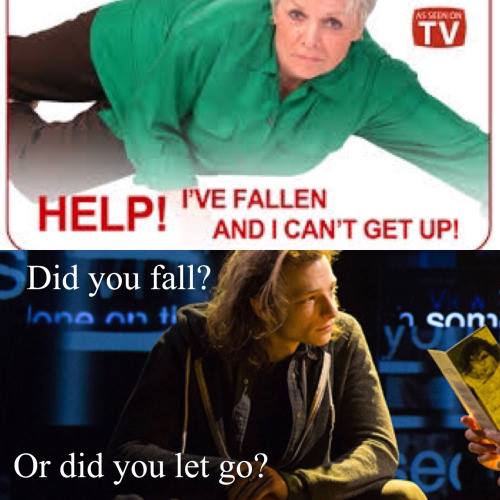 AS SEEN ON
TV
HELP! I'VE FALLEN
AND I CAN'T GET UP!
Did you fall?
Or did you let go?